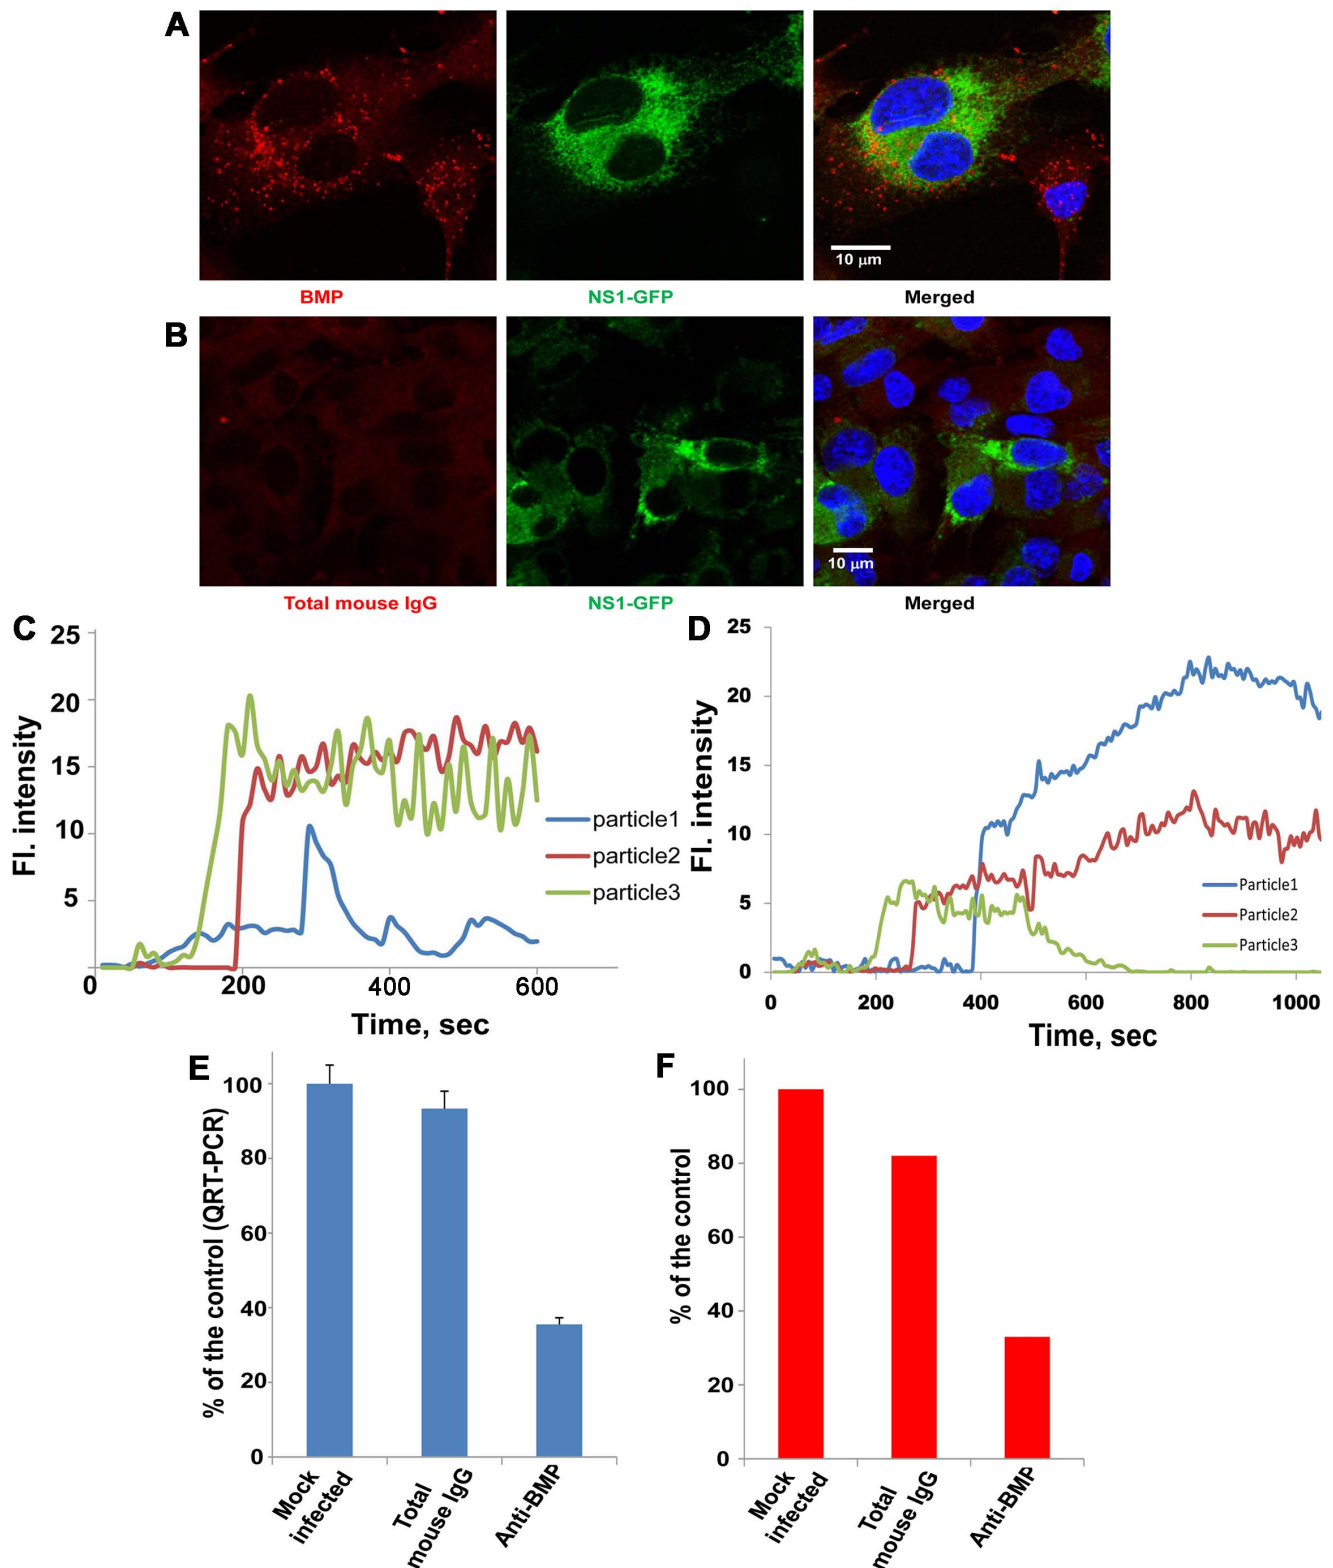 A
10 µm
BMP
NS1-GFP
Merged
B
10 µm
Total mouse IgG
NS1-GFP
Merged
C
25
20
15
10
5
0
200
400
600
Fl. intensity
Time, sec
particle1
particle2
particle3
D
25
20
15
10
5
0
0
200
400
600
800
1000
Fl. intensity
Time, sec
Particle1
Particle2
Particle3
E
100
80
60
40
20
0
% of the control (QRT-PCR)
Mock
infected
Total
mouse IgG
Anti-BMP
F
100
80
60
40
20
0
% of the control
Mock
infected
Total
mouse IgG
Anti-BMP